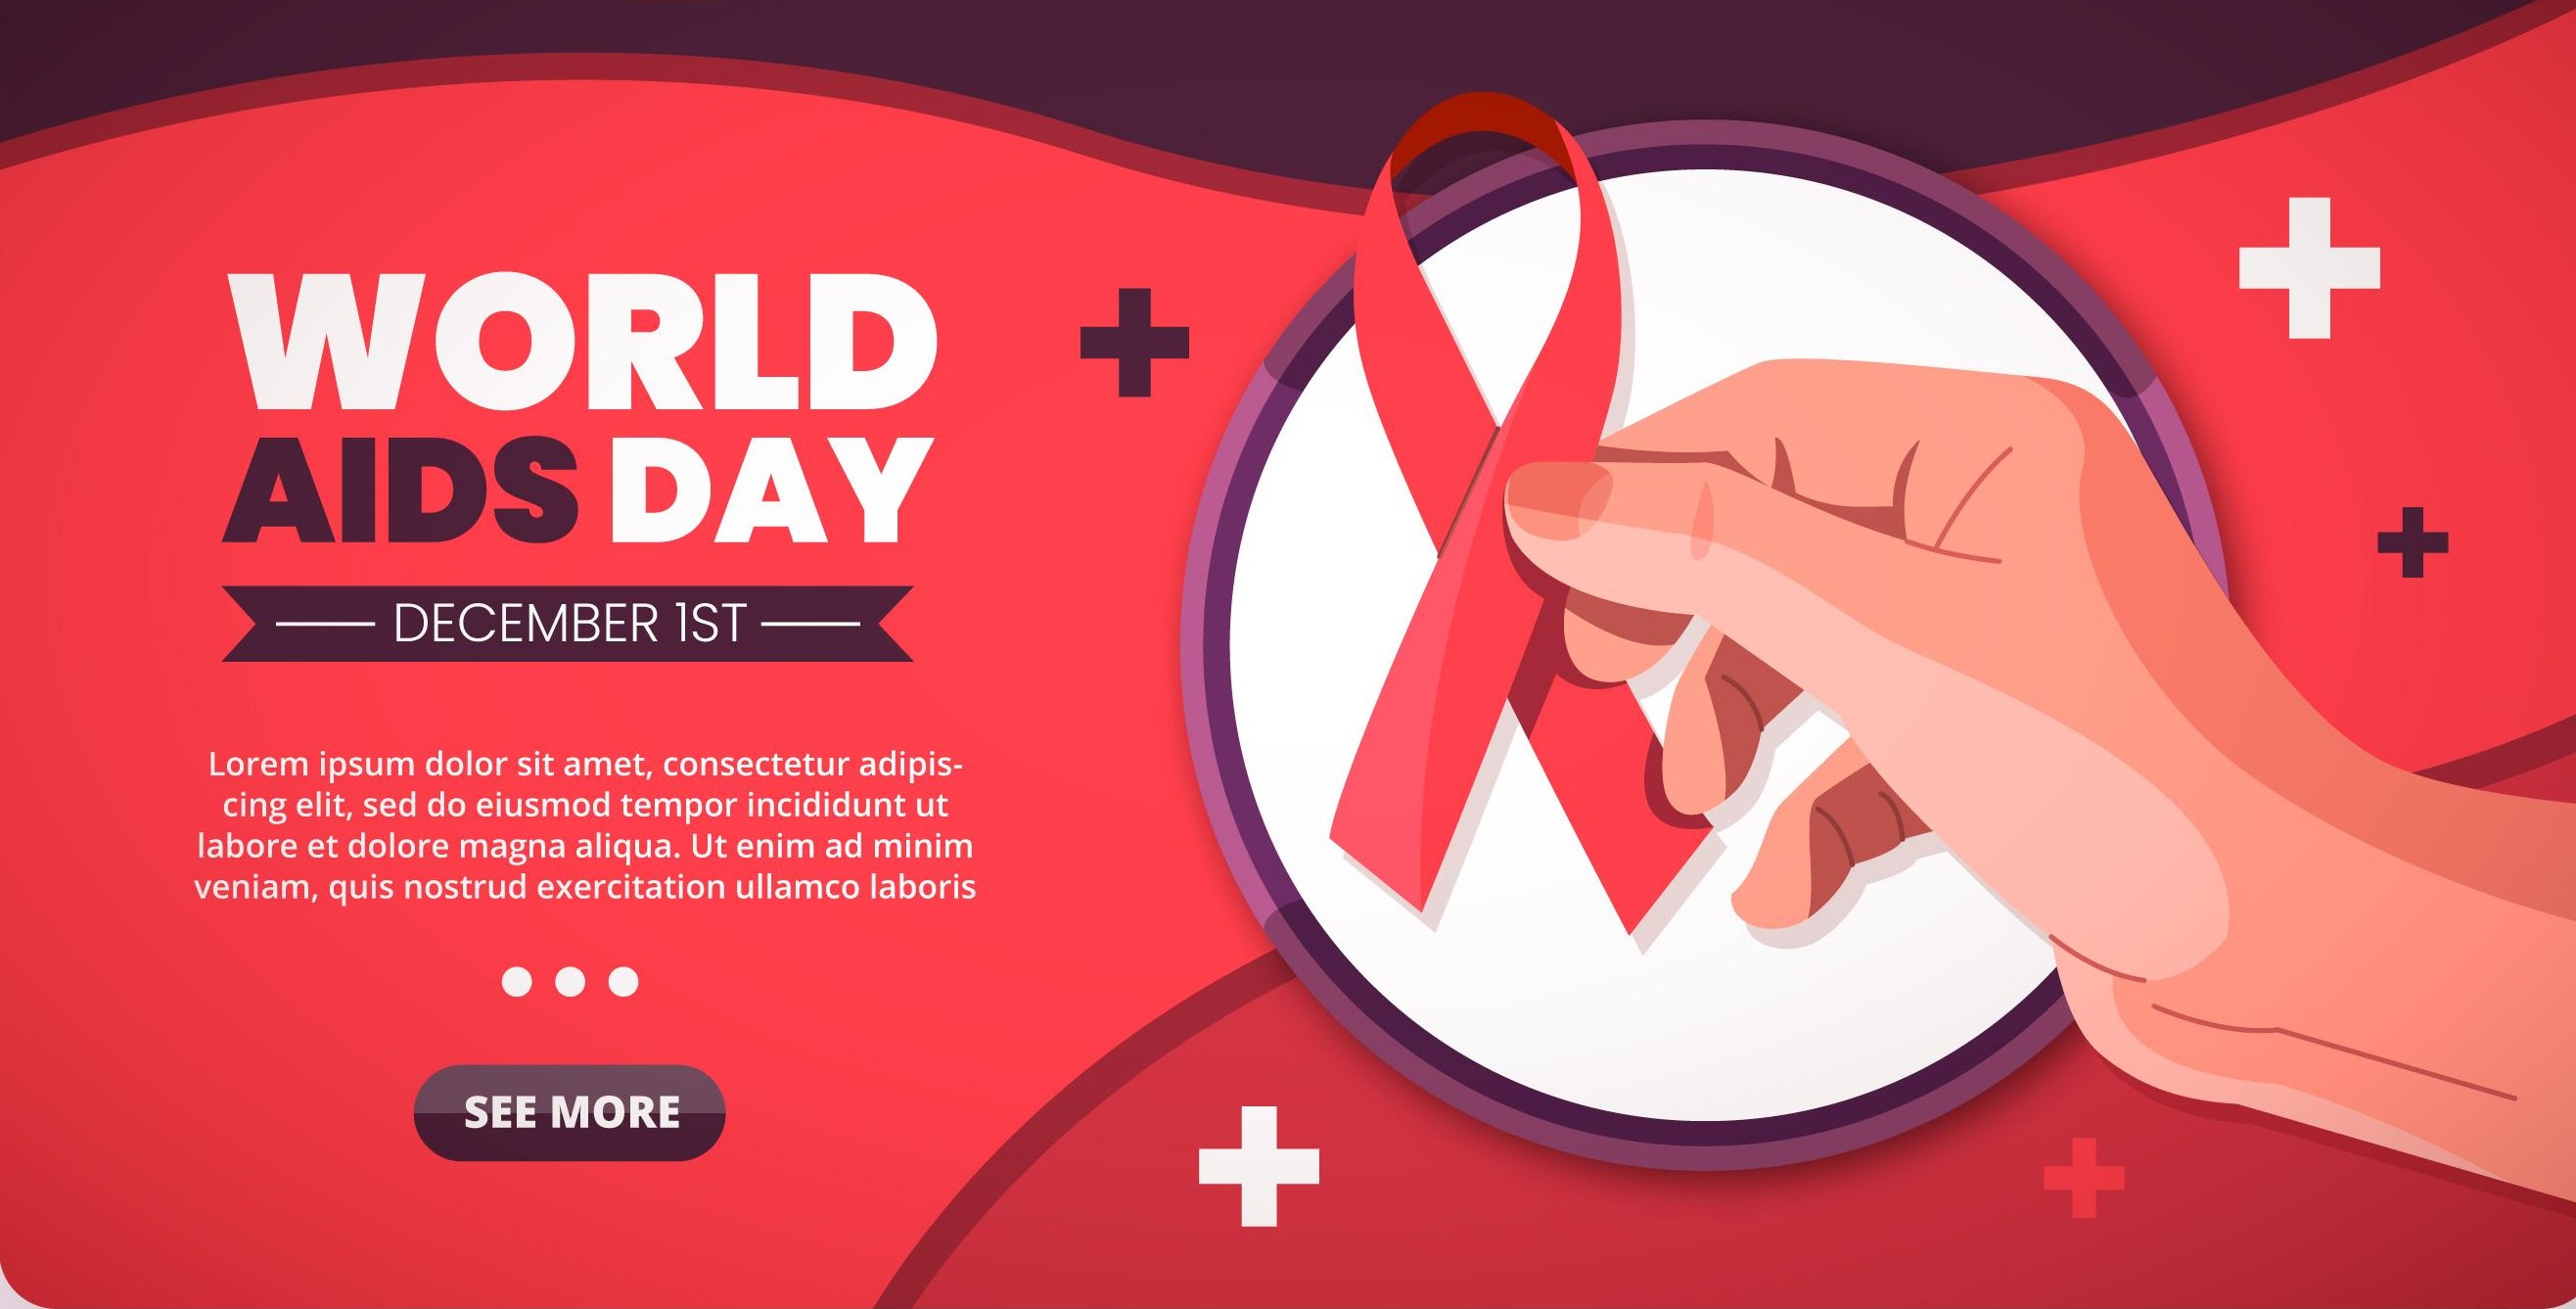 WORLD
AIDS DAY
DECEMBER 1ST
Lorem ipsum dolor sit amet, consectetur adipis-
cing elit, sed do eiusmod tempor incididunt ut
labore et dolore magna aliqua. Ut enim ad minim
veniam, quis nostrud exercitation ullamco laboris
SEE MORE